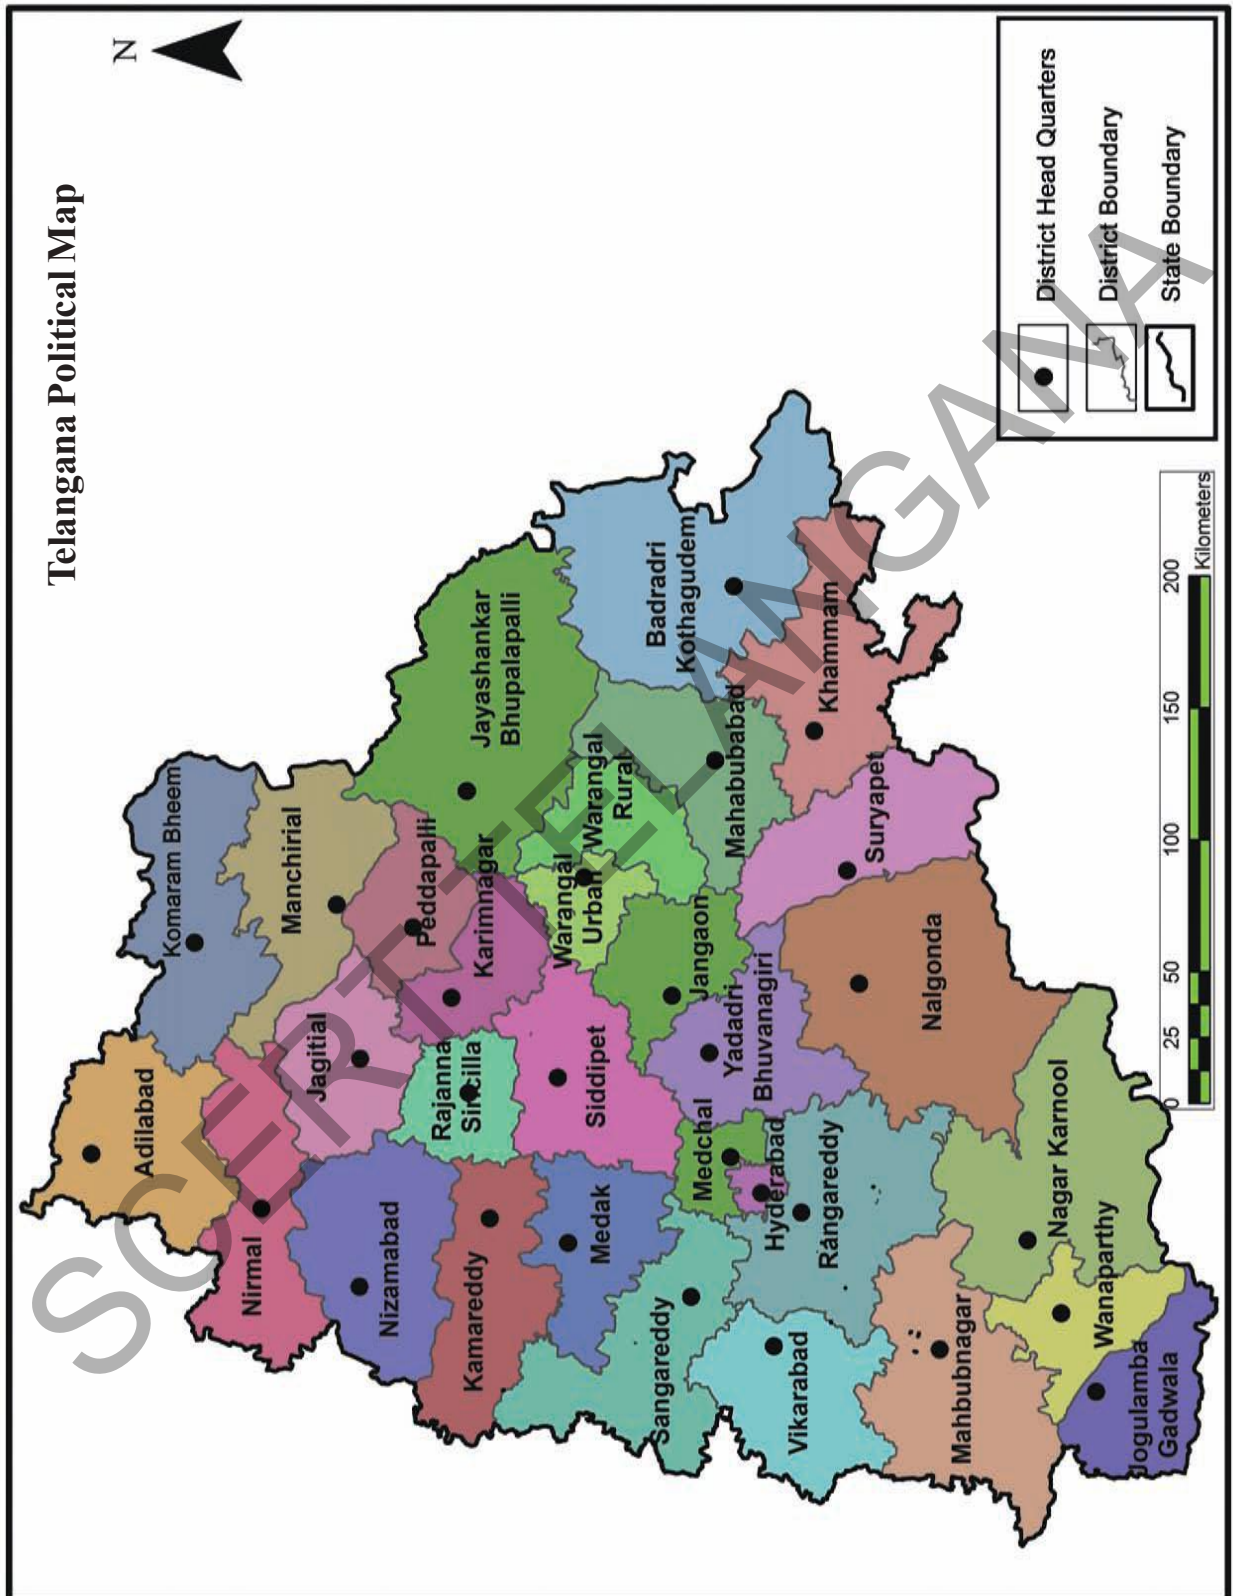 Telangana Political Map
N
Adilabad
Komaram Bheem
Nirmal
Manchirial
Jagitial
Nizamabad
Peddapalli
Jayashankar
Bhupalapalli
Karimnagar
Rajanna
Sircilla
Kamareddy
Warangal
Urban
Warangal
Rural
Siddipet
Medak
Badradri
Kothagudem
Mahabubabad
Jangaon
Yadadri
Bhuvanagiri
Medchal
Sangareddy
Hyderabad
Rangareddy
Vikarabad
Khammam
Suryapet
Nalgonda
Mahbubnagar
Nagar Karnool
Wanaparthy
Jogulamba
Gadwala
0 25 50 100 150 200
Kilometers
District Head Quarters
District Boundary
State Boundary
SCERT TELANGANA